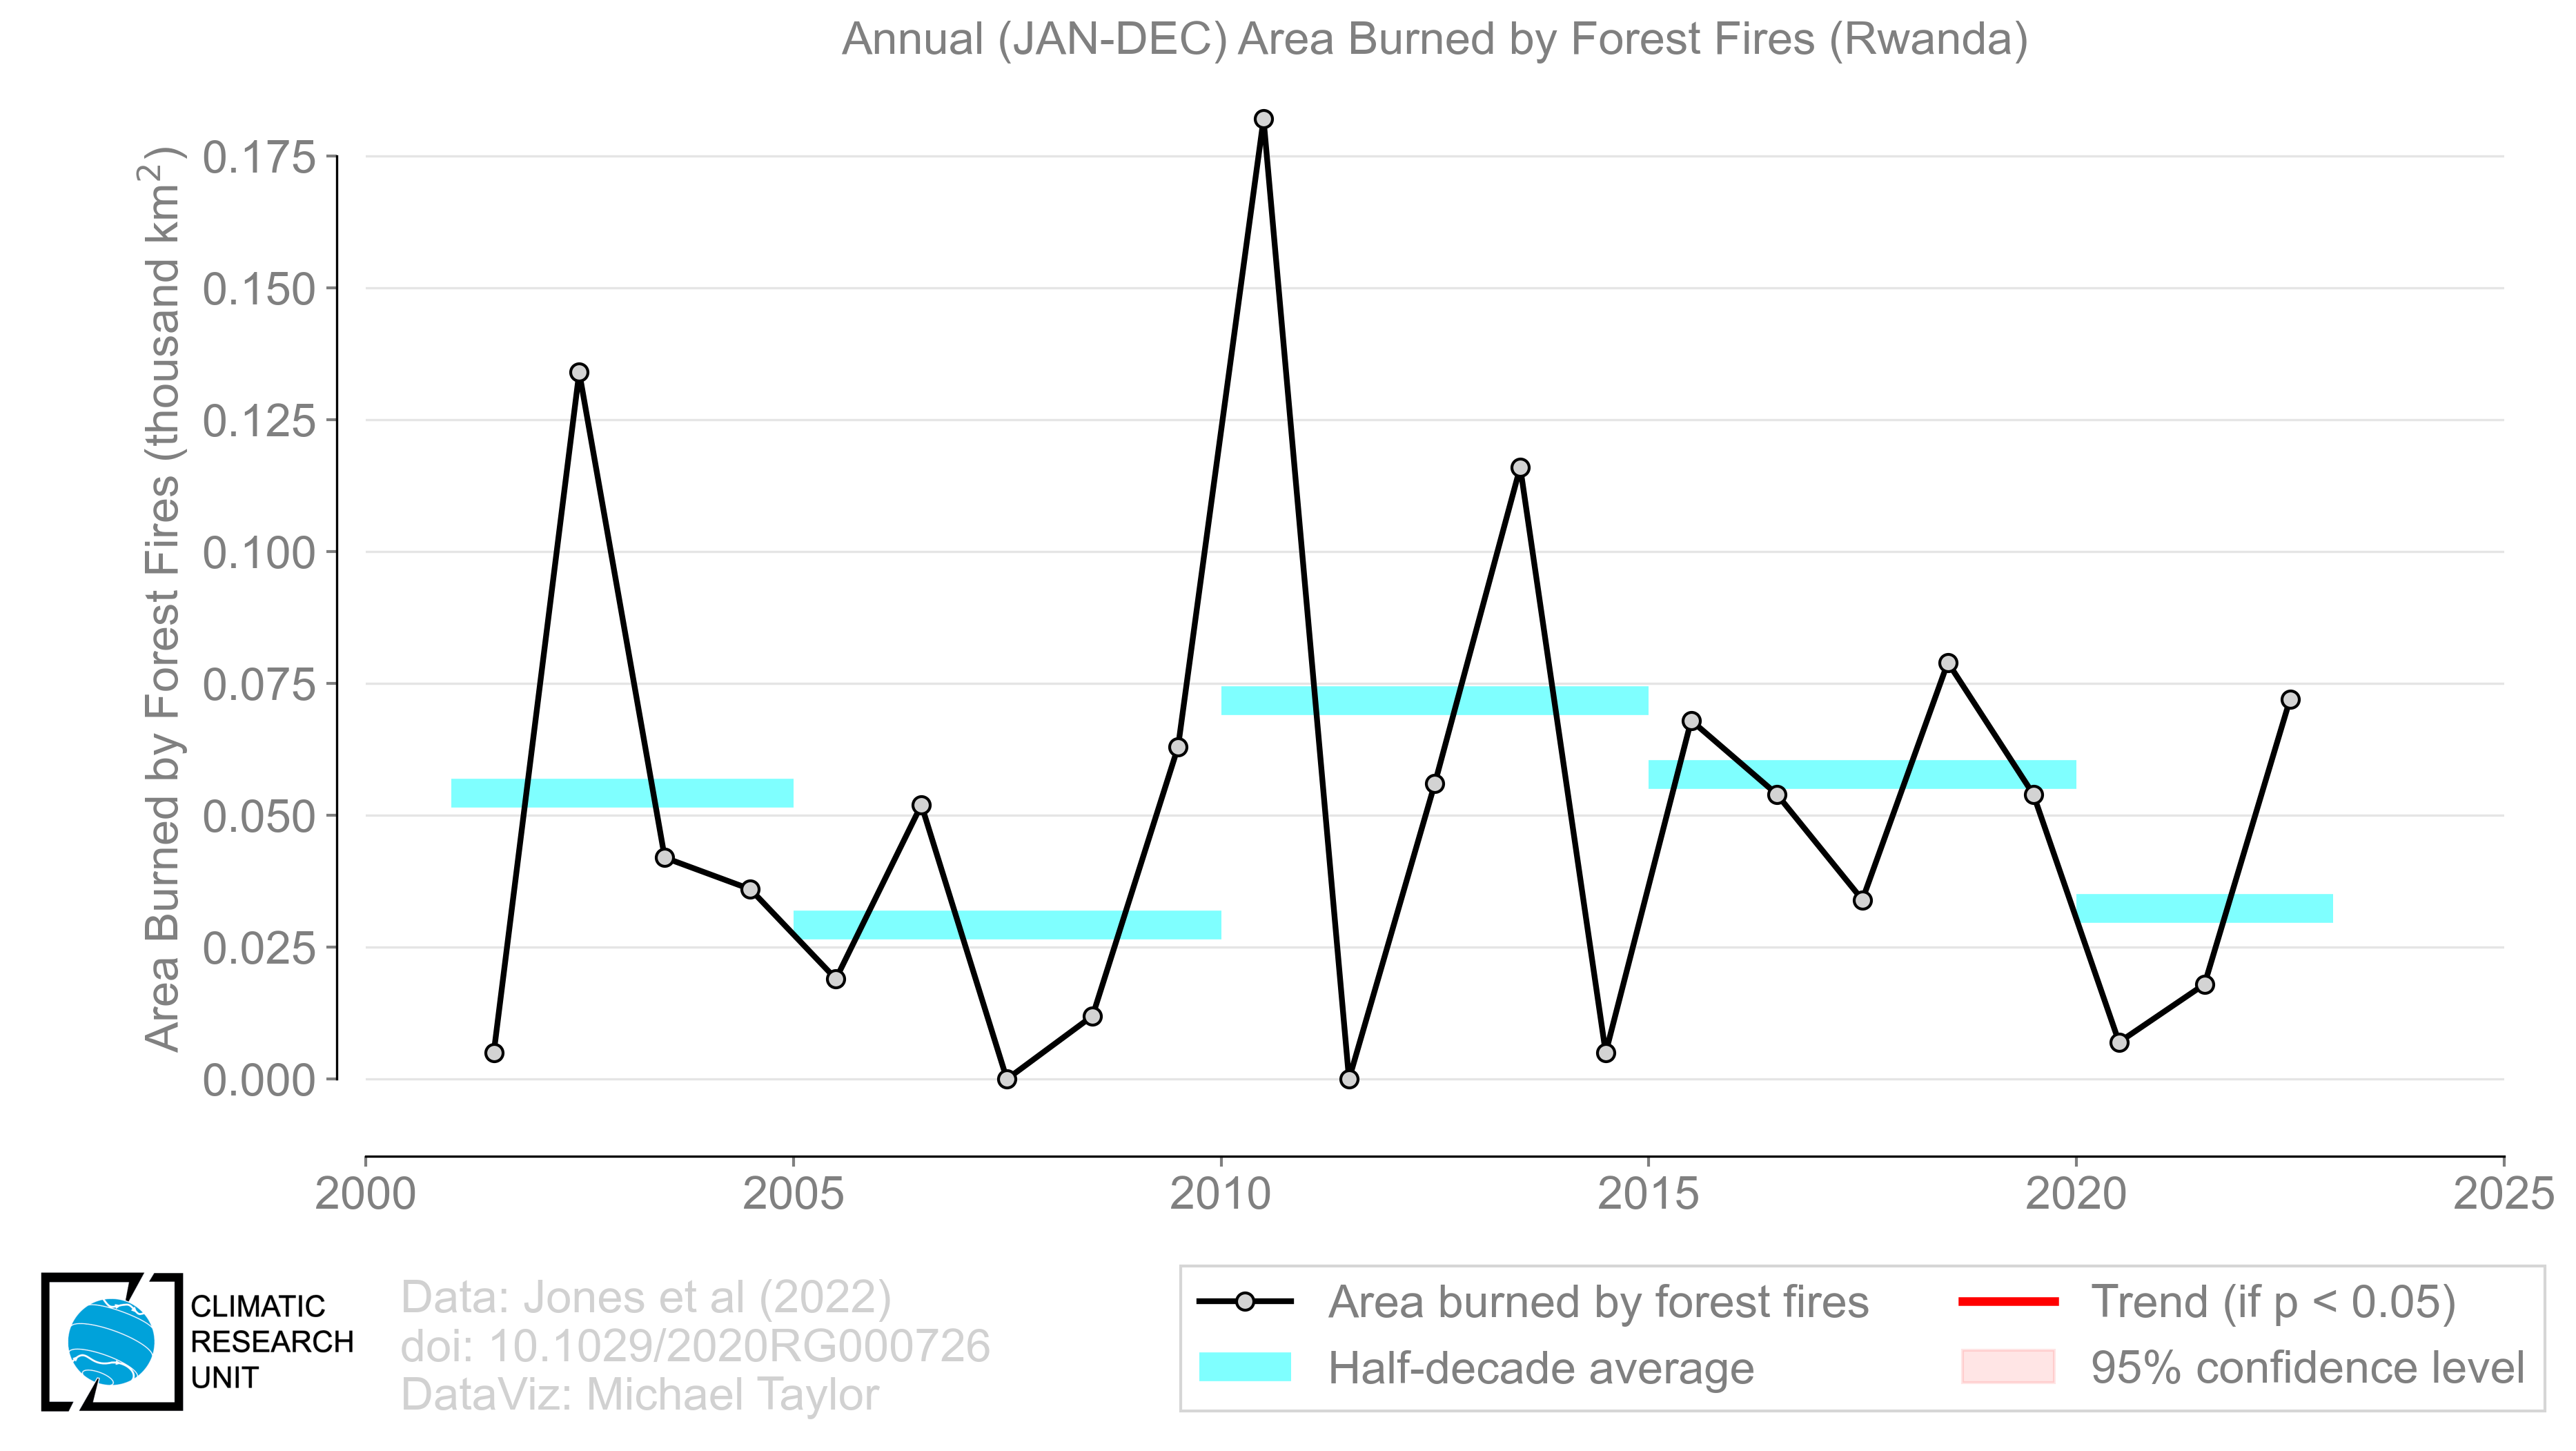 Annual (JAN-DEC) Area Burned by Forest Fires (Rwanda)
Area Burned by Forest Fires (thousand km²)
0.175
0.150
0.125
0.100
0.075
0.050
0.025
0.000
2000 2005 2010 2015 2020 2025
CLIMATIC
RESEARCH
UNIT
Data: Jones et al (2022)
doi: 10.1029/2020RG000726
DataViz: Michael Taylor
Area burned by forest fires
Half-decade average
Trend (if p < 0.05)
95% confidence level